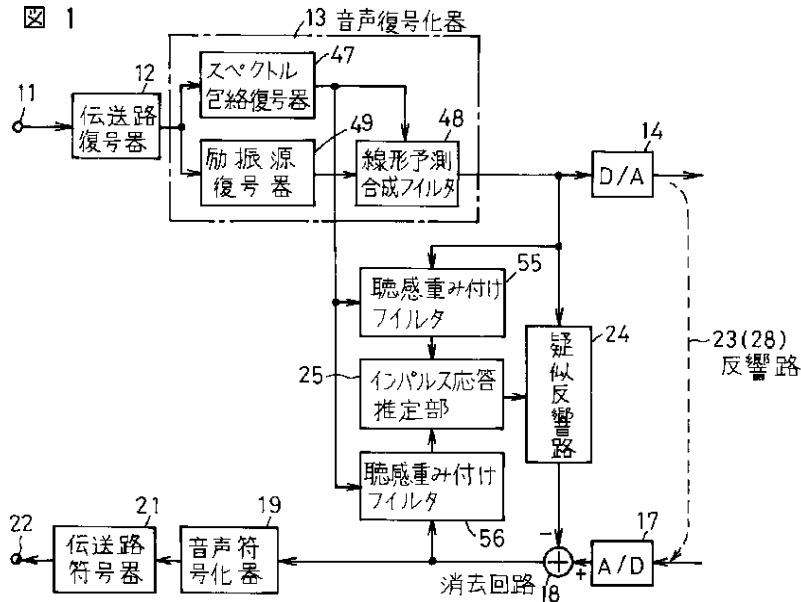 図 1
13 音声復号化器
47
スペクトル
包絡復号器
12
11
伝送路
復号器
49
励振源
復号器
48
線形予測
合成フィルタ
14
D/A
55
聴感重み付け
フィルタ
24
疑似反響路
23(28)
反響路
25
インパルス応答
推定部
聴感重み付け
フィルタ
56
22
21
伝送路
符号器
19
音声符
号化器
消去回路
18
−
+
17
A/D